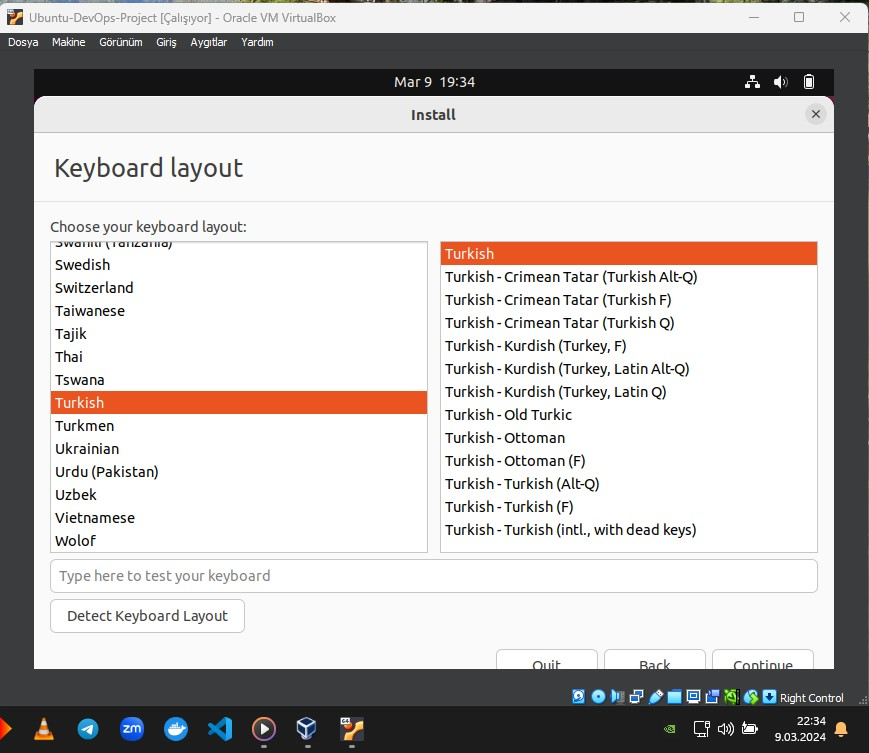 Ubuntu-DevOps-Project [Çalışıyor] - Oracle VM VirtualBox
Dosya Makine Görünüm Giriş Aygıtlar Yardım
Mar 9 19:34
Install
Keyboard layout
Choose your keyboard layout:
Swahili (Tanzania)
Swedish
Switzerland
Taiwanese
Tajik
Thai
Tswana
Turkish
Turkmen
Ukrainian
Urdu (Pakistan)
Uzbek
Vietnamese
Wolof
Turkish
Turkish - Crimean Tatar (Turkish Alt-Q)
Turkish - Crimean Tatar (Turkish F)
Turkish - Crimean Tatar (Turkish Q)
Turkish - Kurdish (Turkey, F)
Turkish - Kurdish (Turkey, Latin Alt-Q)
Turkish - Kurdish (Turkey, Latin Q)
Turkish - Old Turkic
Turkish - Ottoman
Turkish - Ottoman (F)
Turkish - Turkish (Alt-Q)
Turkish - Turkish (F)
Turkish - Turkish (intl., with dead keys)
Type here to test your keyboard
Detect Keyboard Layout
Quit Back Continue
Right Control
zm
64
22:34
9.03.2024